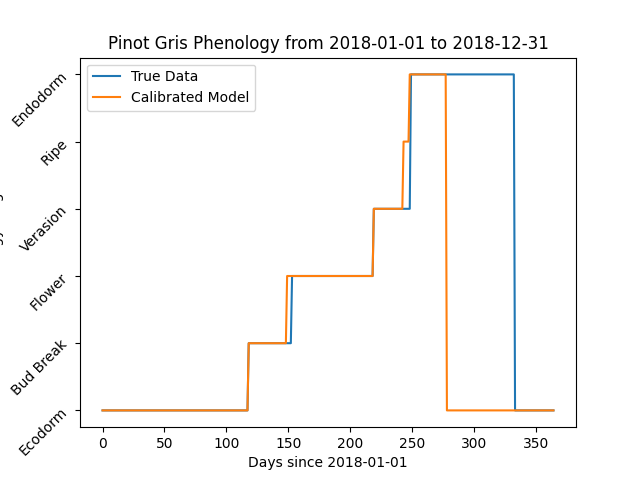 Pinot Gris Phenology from 2018-01-01 to 2018-12-31
True Data
Calibrated Model
Endodorm
Ripe
Verasion
Flower
Bud Break
Ecodorm
0 50 100 150 200 250 300 350
Days since 2018-01-01